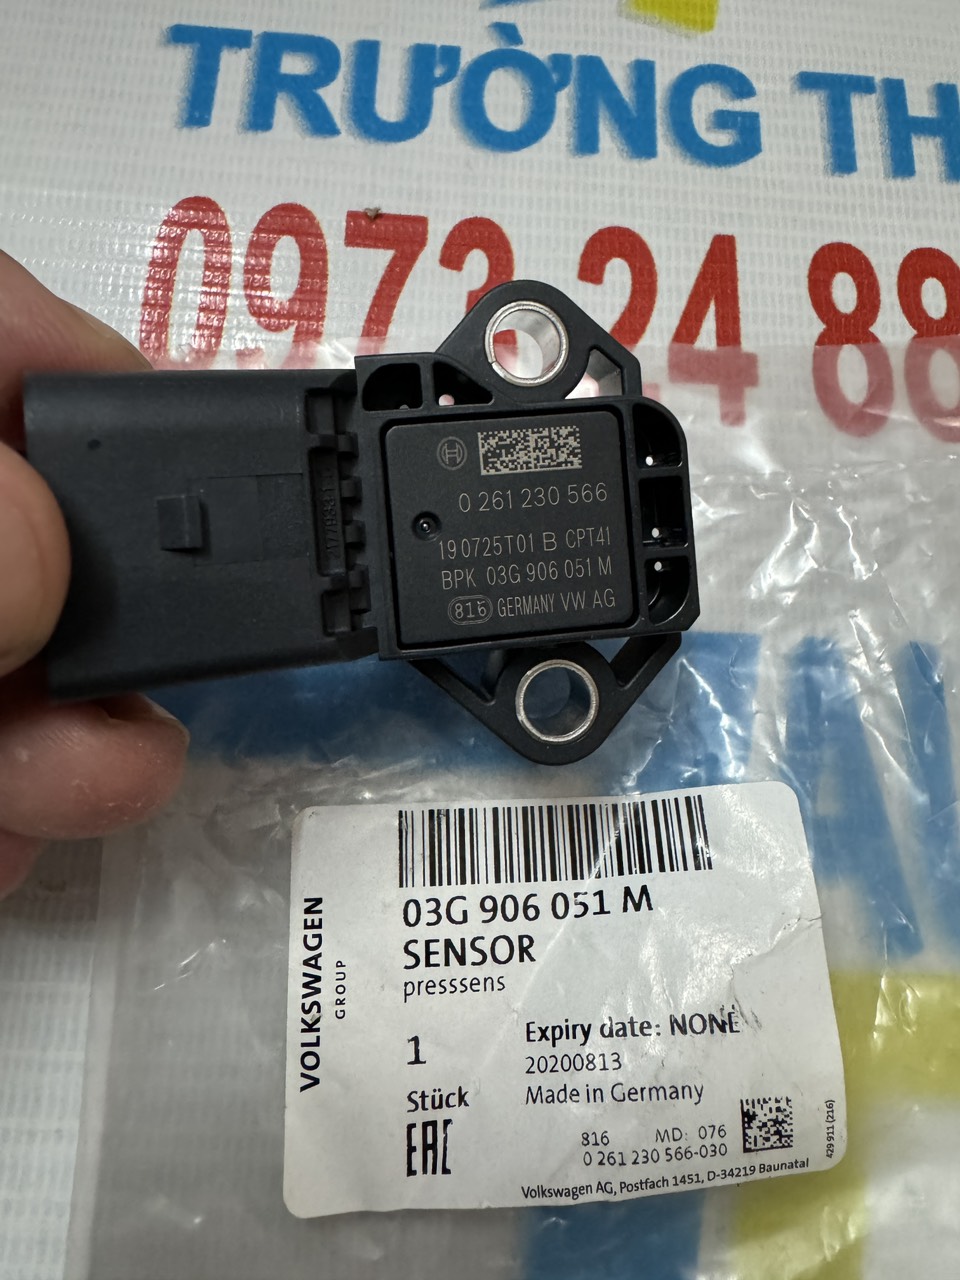 TRƯỜNG TH
0973 24 88
0 261 230 566
190725T01 B CPT41
BPK 03G 906 051 M
816 GERMANY VW AG
VOLKSWAGEN
GROUP
03G 906 051 M
SENSOR
presssens
1
Stück
EAC
Expiry date: NONE
20200813
Made in Germany
816 MD: 076
0 261 230 566-030
Volkswagen AG, Postfach 1451, D-34219 Baunatal
429 911 (216)